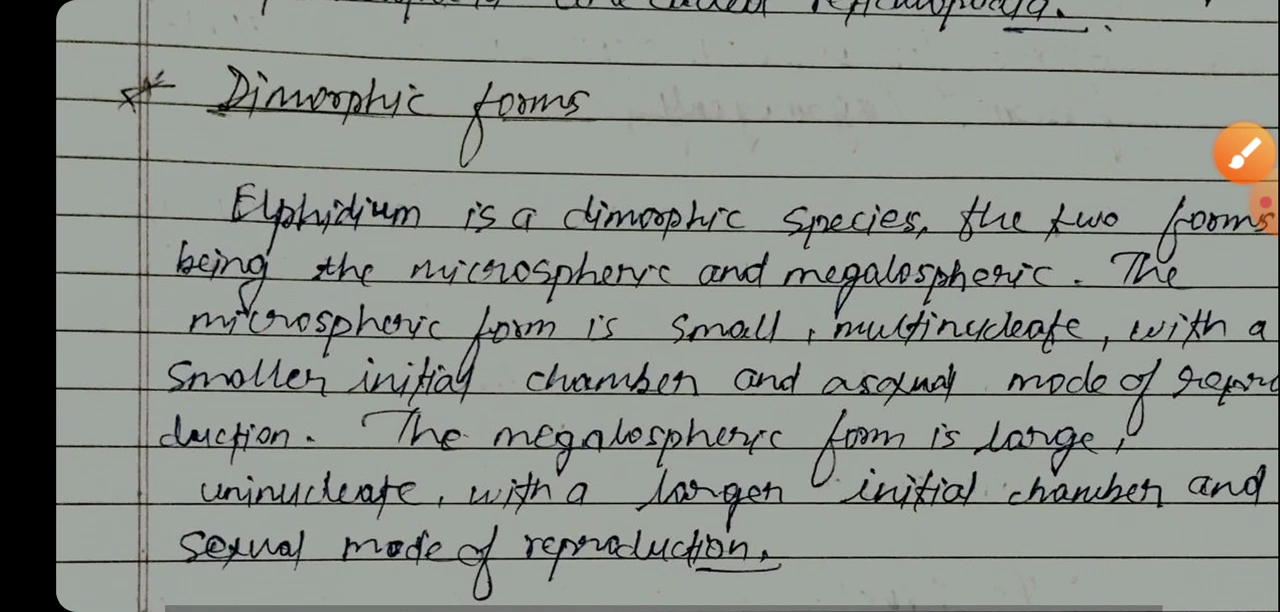 Dimorphic forms
Elphidium is a dimorphic species, the two forms
being the microspheric and megalospheric. The
microspheric form is small, multinucleate, with a
smaller initial chamber and asexual mode of repro
duction. The megalospheric form is large,
uninucleate, with a larger initial chamber and
sexual mode of reproduction.